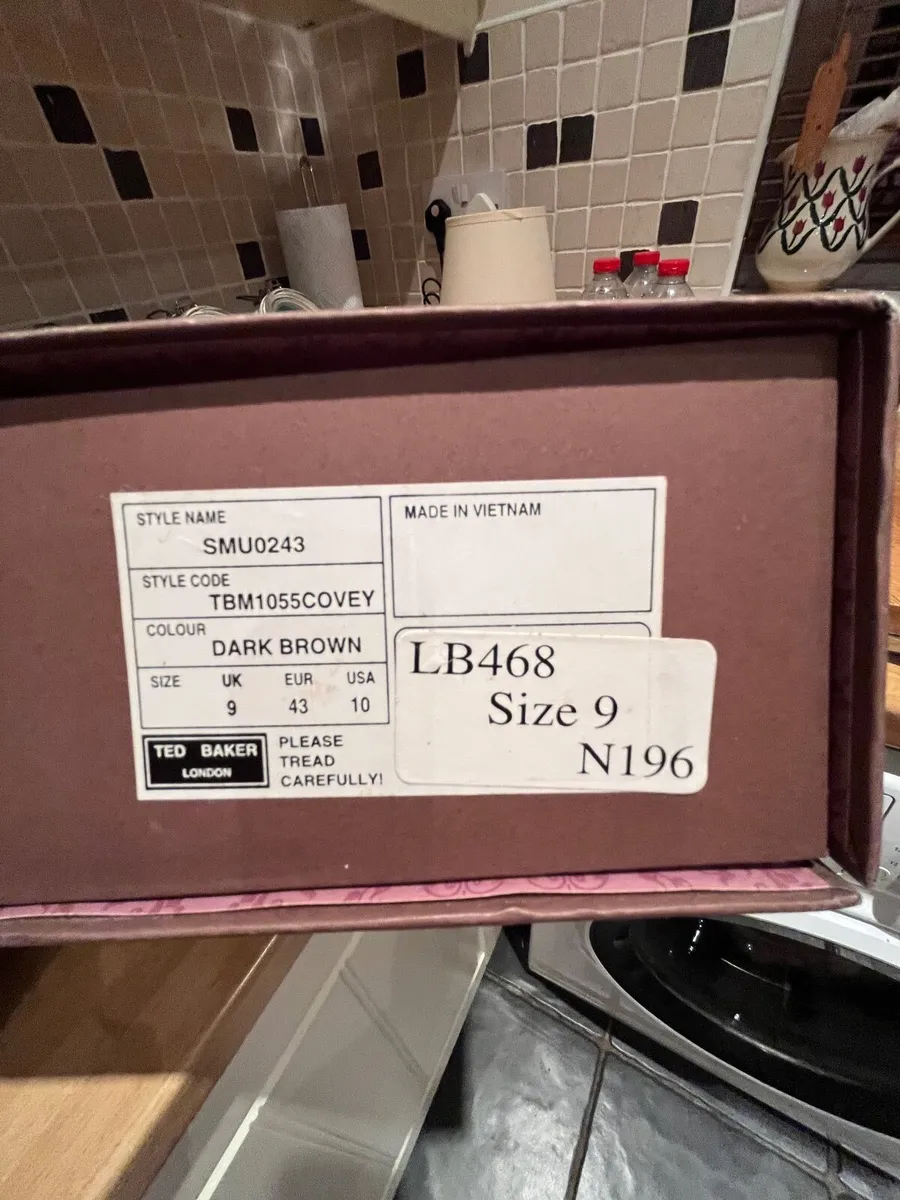 STYLE NAME
SMU0243
STYLE CODE
TBM1055COVEY
COLOUR
DARK BROWN
SIZE UK EUR USA
9 43 10
TED BAKER
LONDON
PLEASE
TREAD
CAREFULLY!
MADE IN VIETNAM
LB468
Size 9
N196